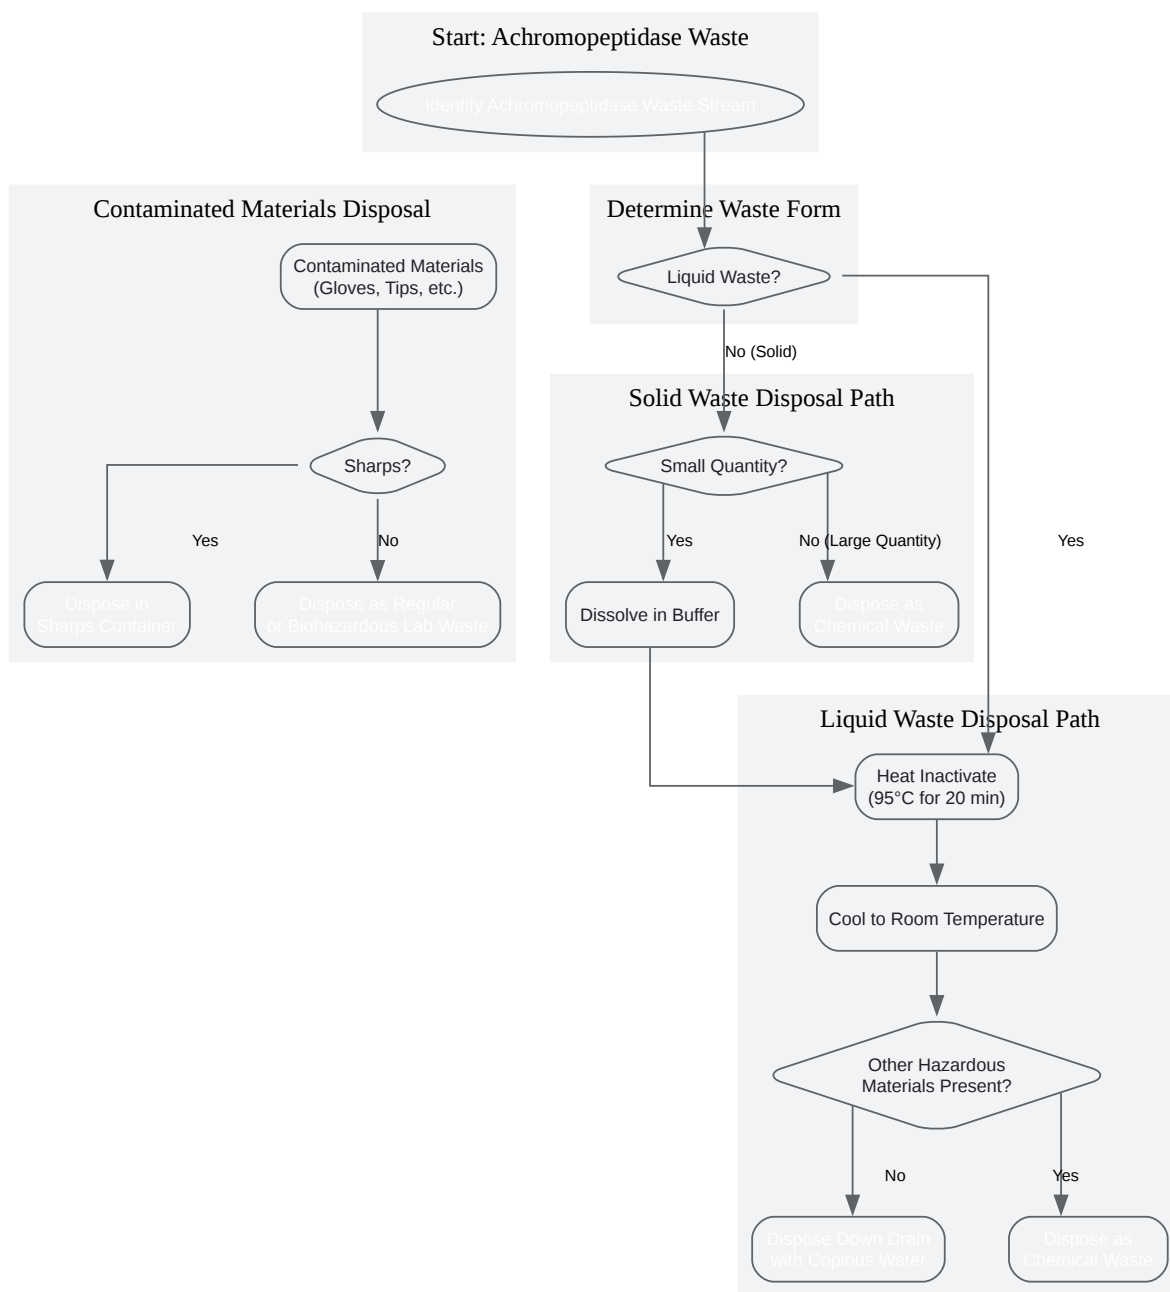 Start: Achromopeptidase Waste
Identify Achromopeptidase Waste Stream
Contaminated Materials Disposal
Contaminated Materials
(Gloves, Tips, etc.)
Sharps?
Yes
No
Dispose in
Sharps Container
Dispose as Regular
or Biohazardous Lab Waste
Determine Waste Form
Liquid Waste?
No (Solid)
Yes
Solid Waste Disposal Path
Small Quantity?
Yes
No (Large Quantity)
Dissolve in Buffer
Dispose as
Chemical Waste
Liquid Waste Disposal Path
Heat Inactivate
(95°C for 20 min)
Cool to Room Temperature
Other Hazardous
Materials Present?
No
Yes
Dispose Down Drain
with Copious Water
Dispose as
Chemical Waste